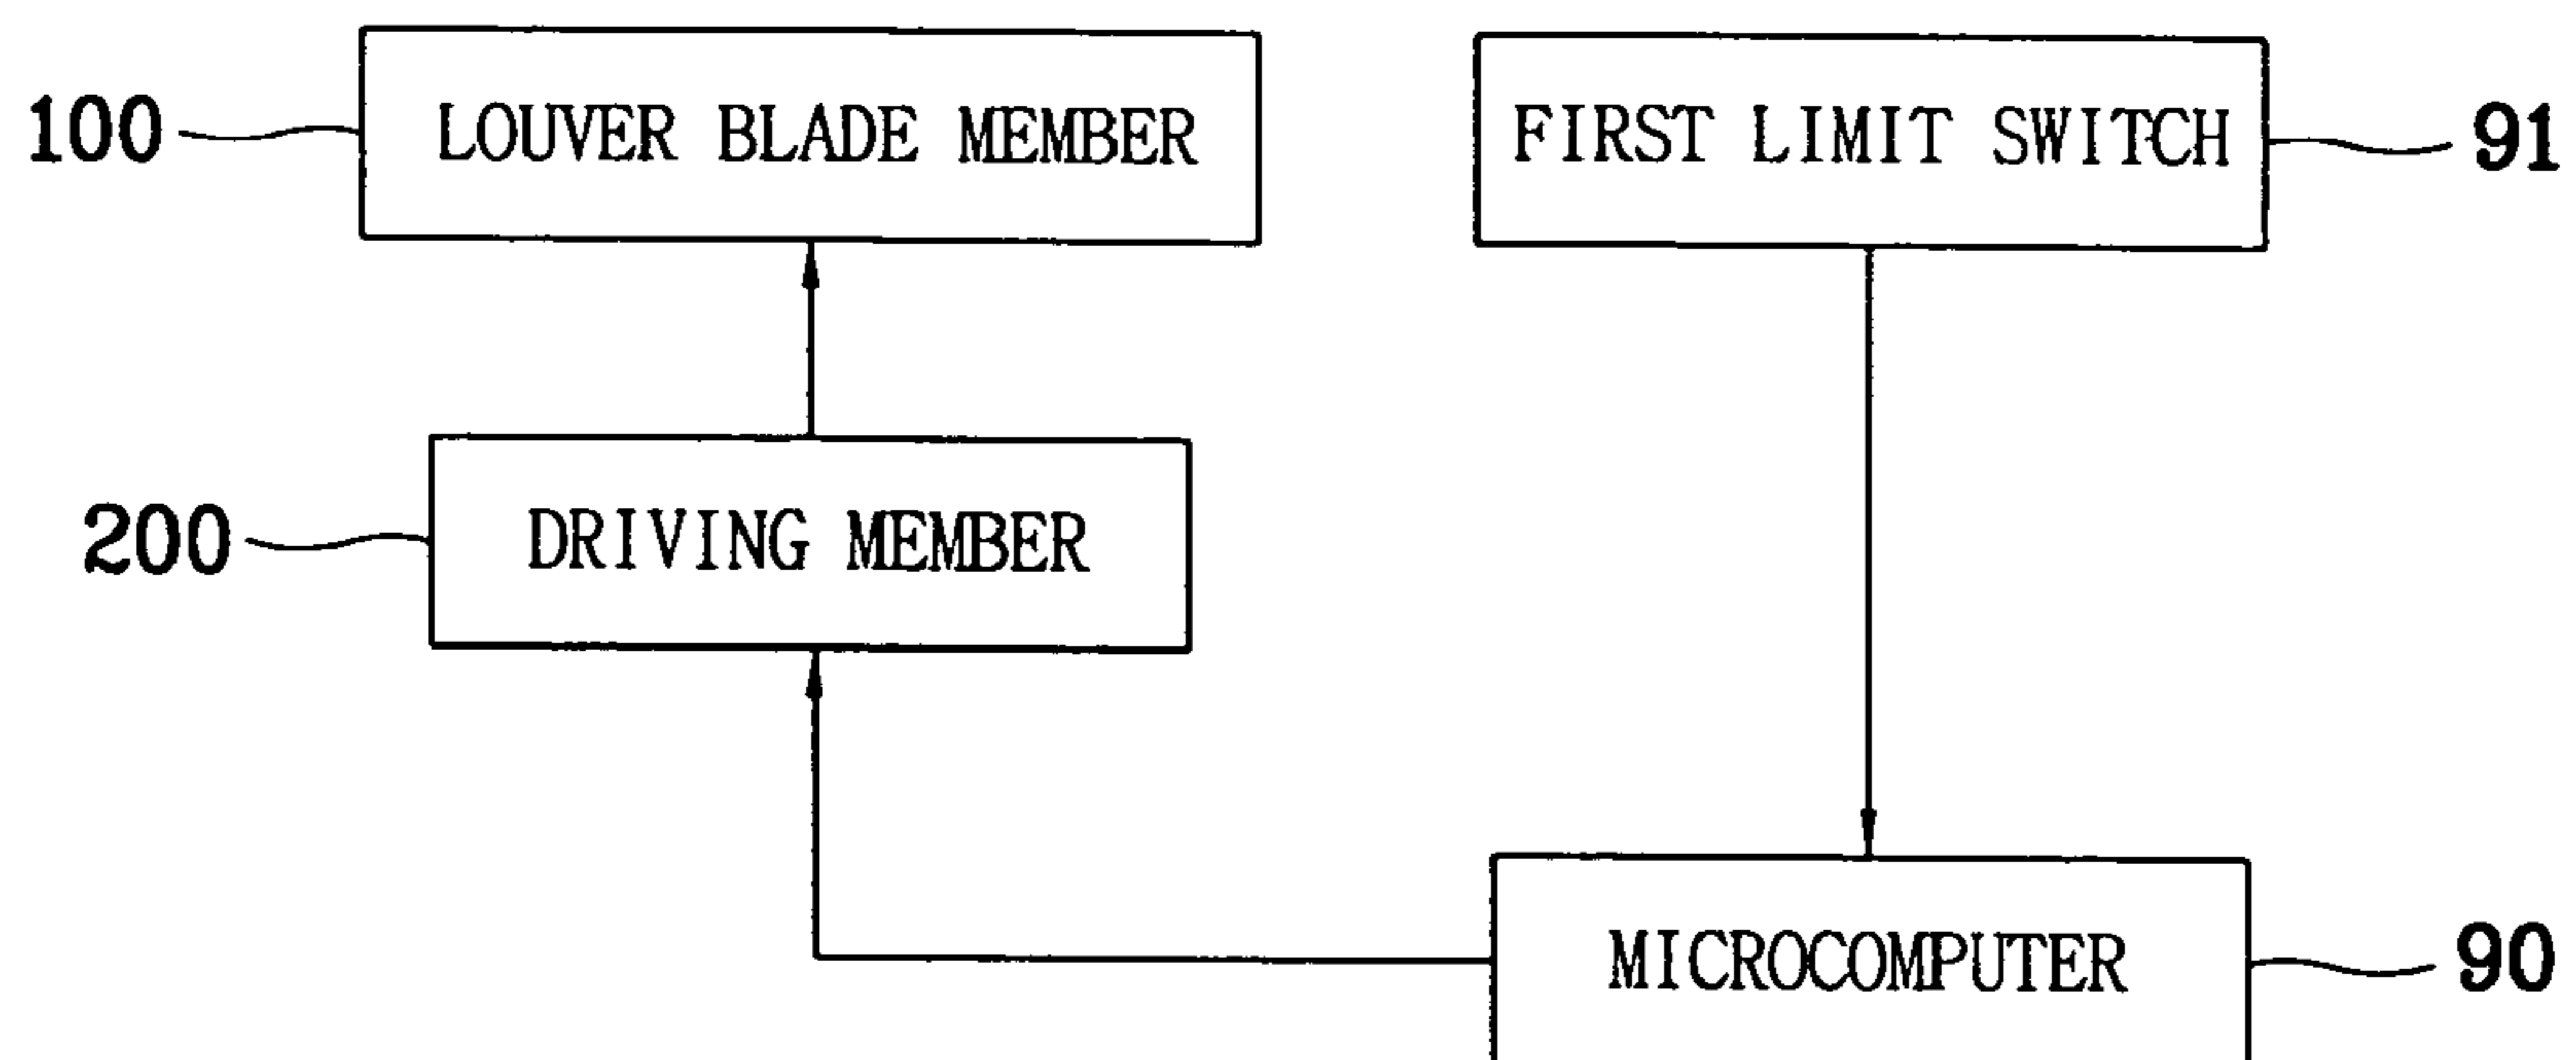 100 LOUVER BLADE MEMBER
FIRST LIMIT SWITCH 91
200 DRIVING MEMBER
MICROCOMPUTER 90